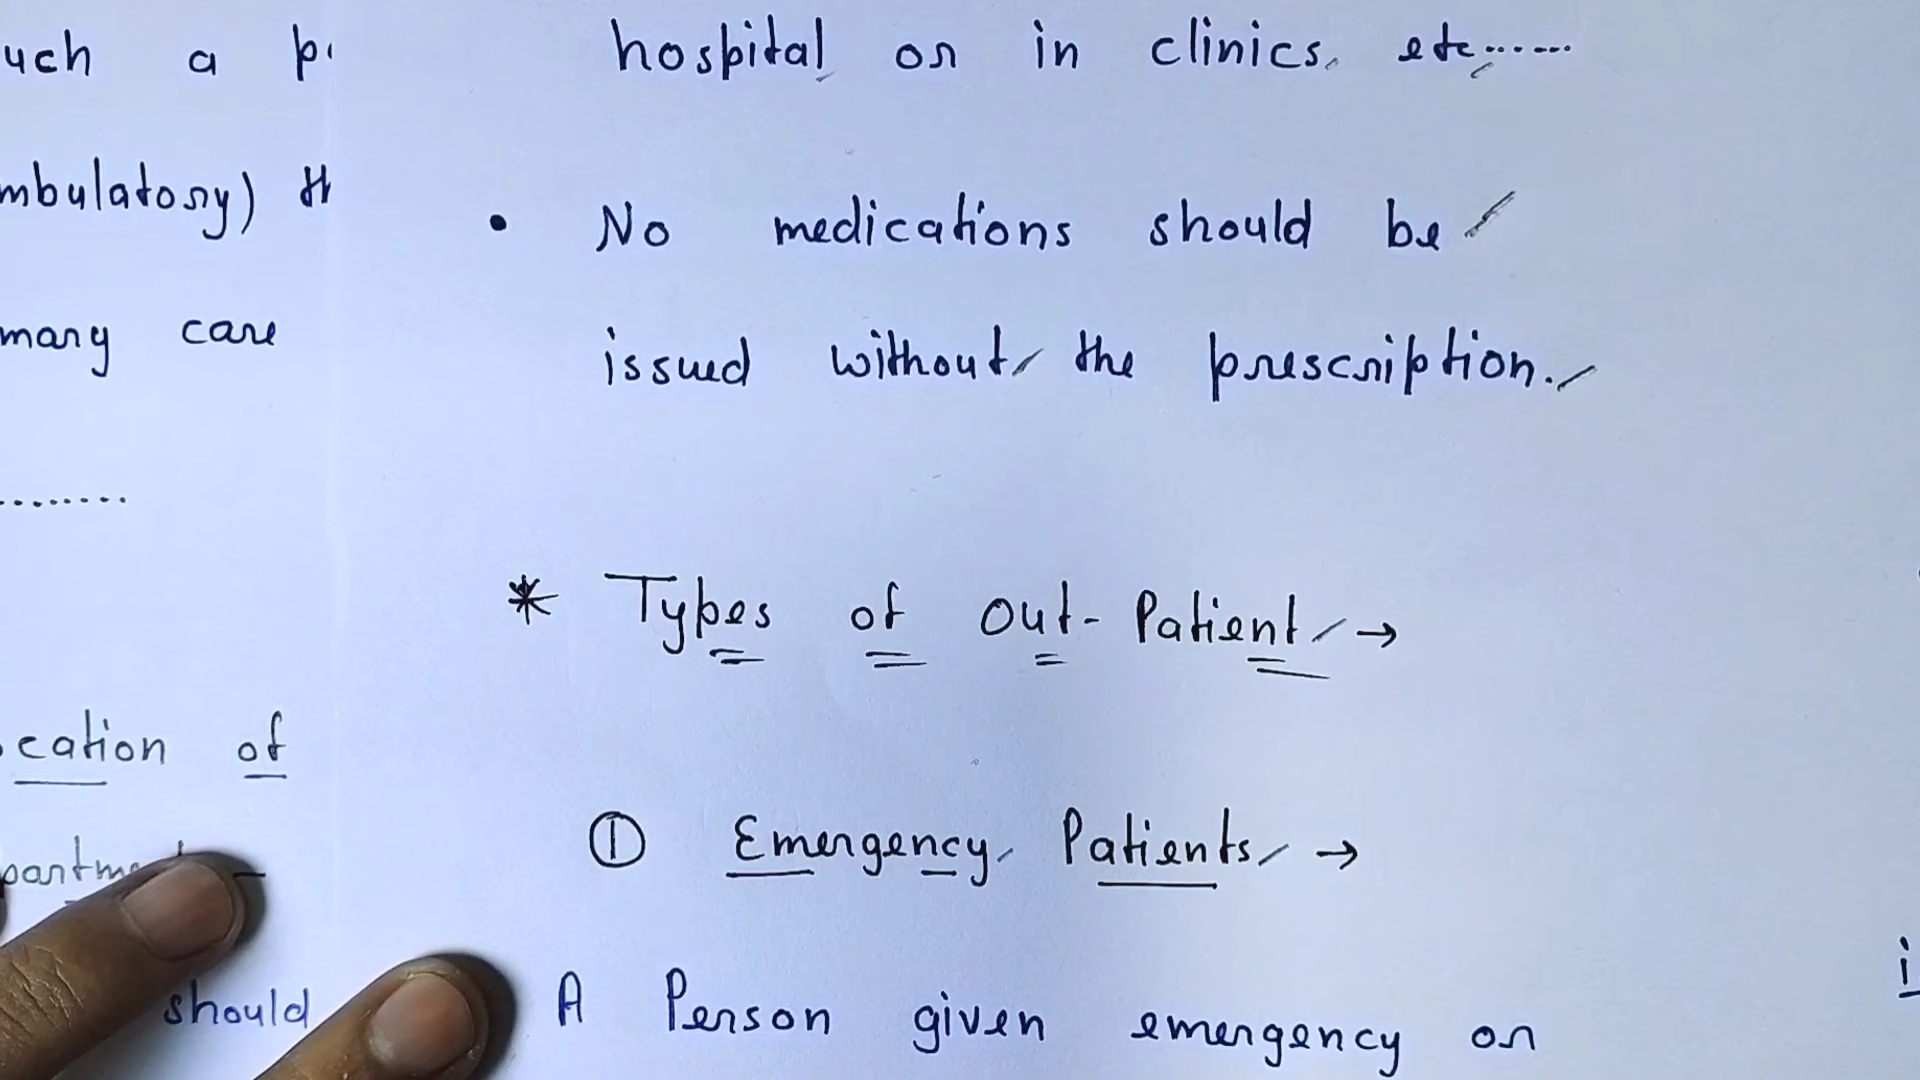 uch a
mbulatory) th
mary care
........
cation of
should
hospital or in clinics, etc......
• No medications should be
issued without the prescription.
* Types of Out-Patient →
① Emergency Patients →
A Person given emergency or